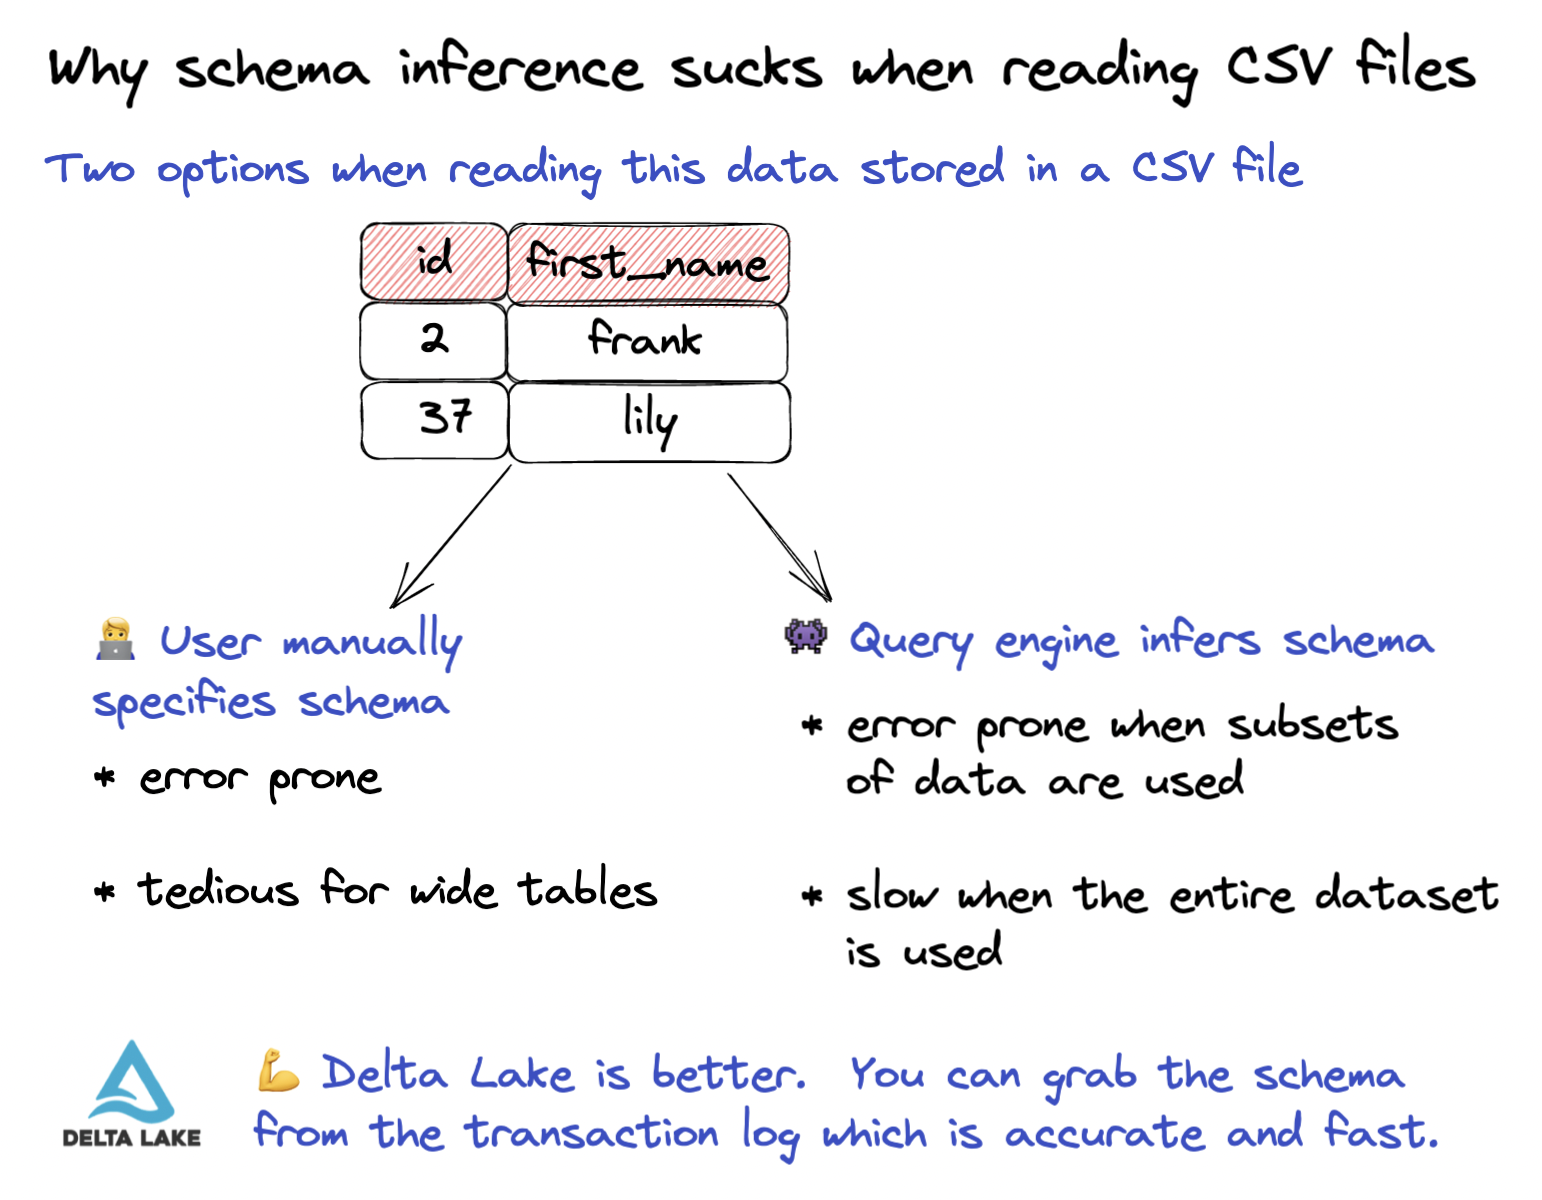 Why schema inference sucks when reading CSV files
Two options when reading this data stored in a CSV file
id first_name
2 frank
37 lily
User manually
specifies schema
* error prone
* tedious for wide tables
Query engine infers schema
* error prone when subsets
of data are used
* slow when the entire dataset
is used
DELTA LAKE
Delta Lake is better. You can grab the schema
from the transaction log which is accurate and fast.